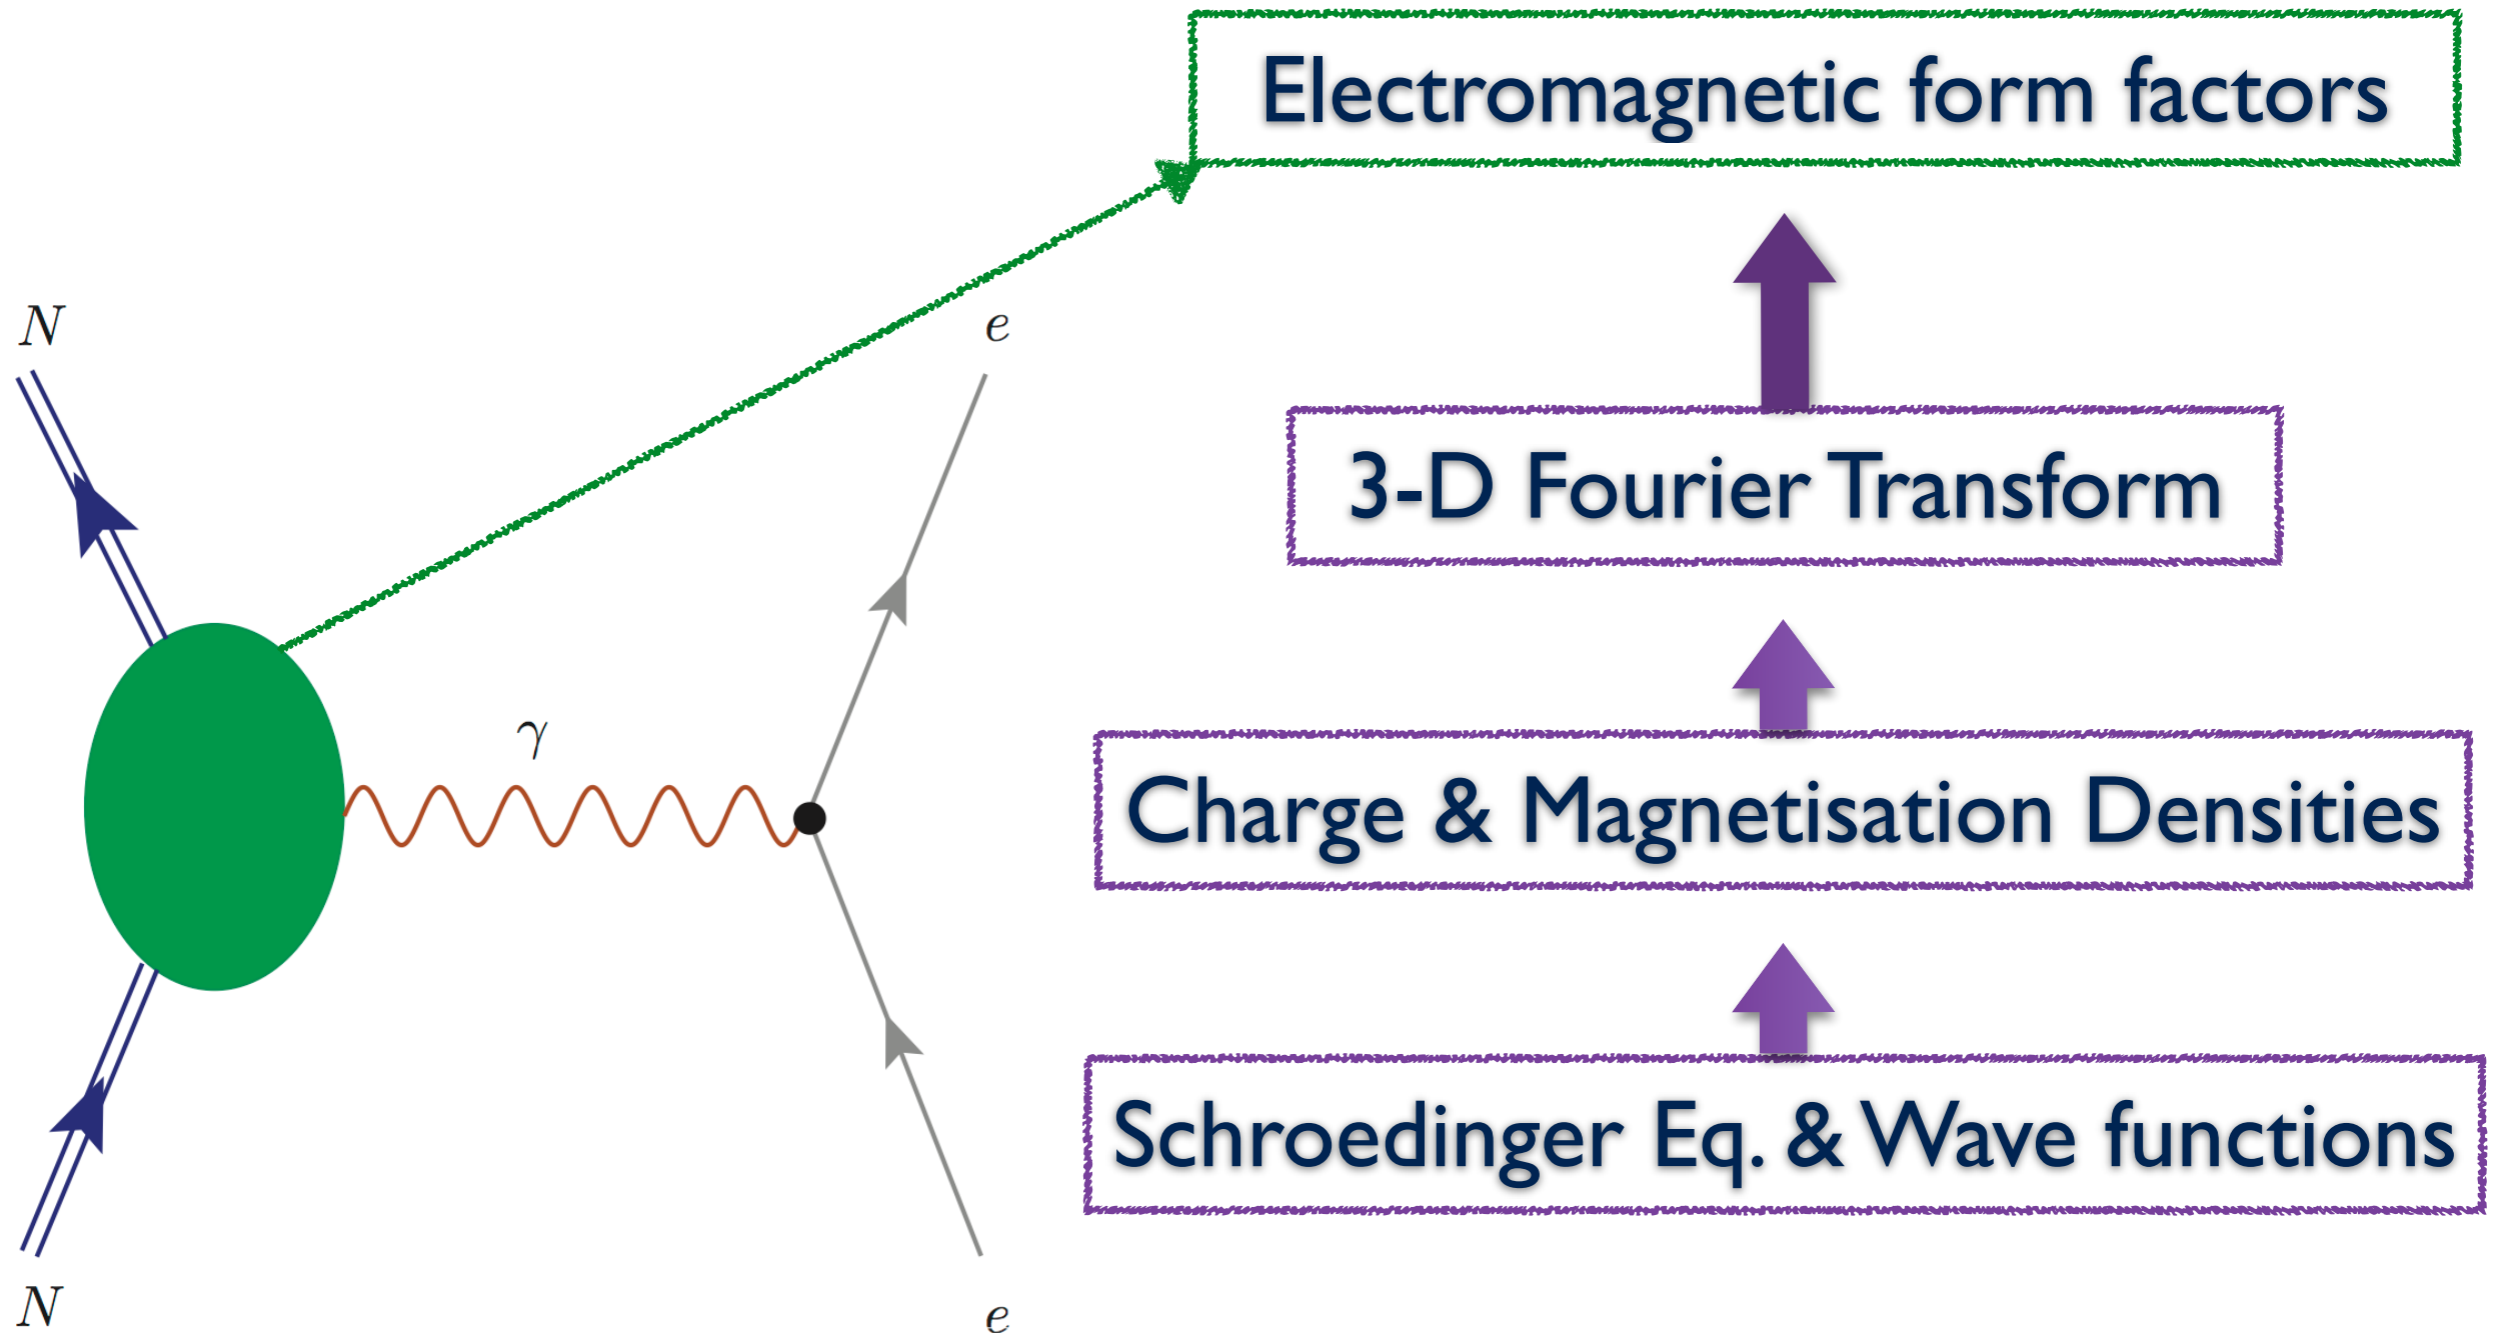 Electromagnetic form factors
N
e
3-D Fourier Transform
γ
Charge & Magnetisation Densities
Schroedinger Eq. & Wave functions
N
e